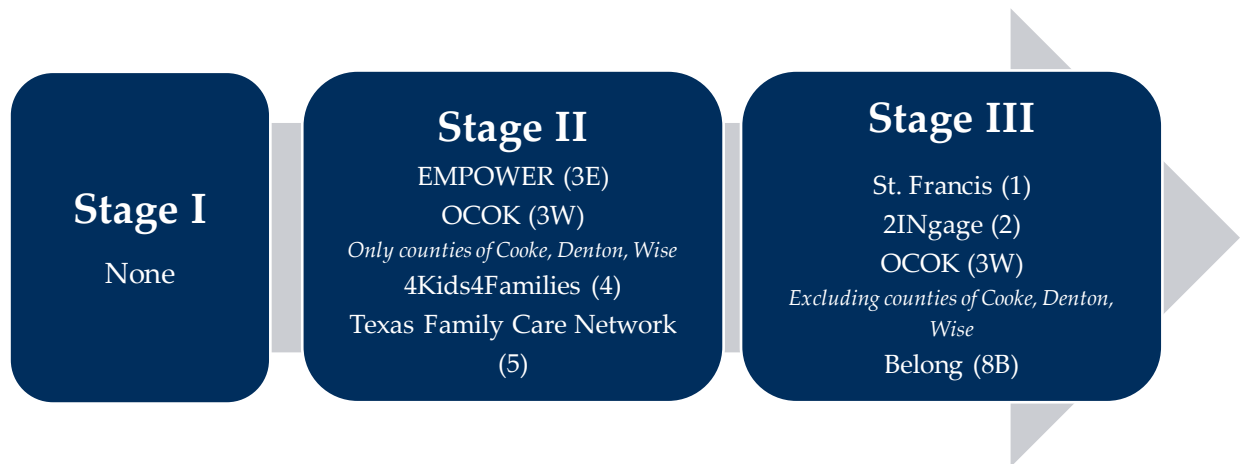 Stage I
None
Stage II
EMPOWER (3E)
OCOK (3W)
Only counties of Cooke, Denton, Wise
4Kids4Families (4)
Texas Family Care Network
(5)
Stage III
St. Francis (1)
2INgage (2)
OCOK (3W)
Excluding counties of Cooke, Denton,
Wise
Belong (8B)